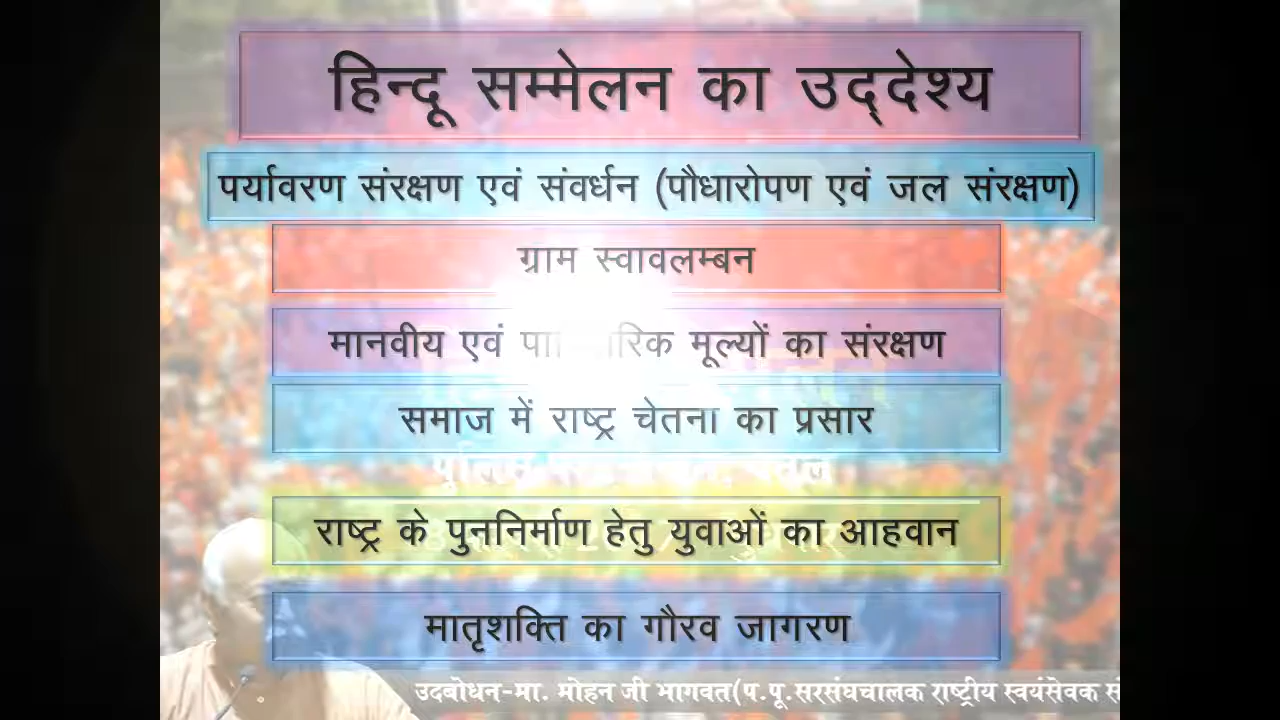 हिन्दू सम्मेलन का उद्देश्य
पर्यावरण संरक्षण एवं संवर्धन (पौधारोपण एवं जल संरक्षण)
ग्राम स्वावलम्बन
मानवीय एवं मूल्यों का संरक्षण
समाज में राष्ट्र चेतना का प्रसार
राष्ट्र के पुननिर्माण हेतु युवाओं का आहवान
मातृशक्ति का गौरव जागरण
उदबोधन-मा. मोहन जी भागवत(प.पू.सरसंघचालक राष्ट्रीय स्वयंसेवक